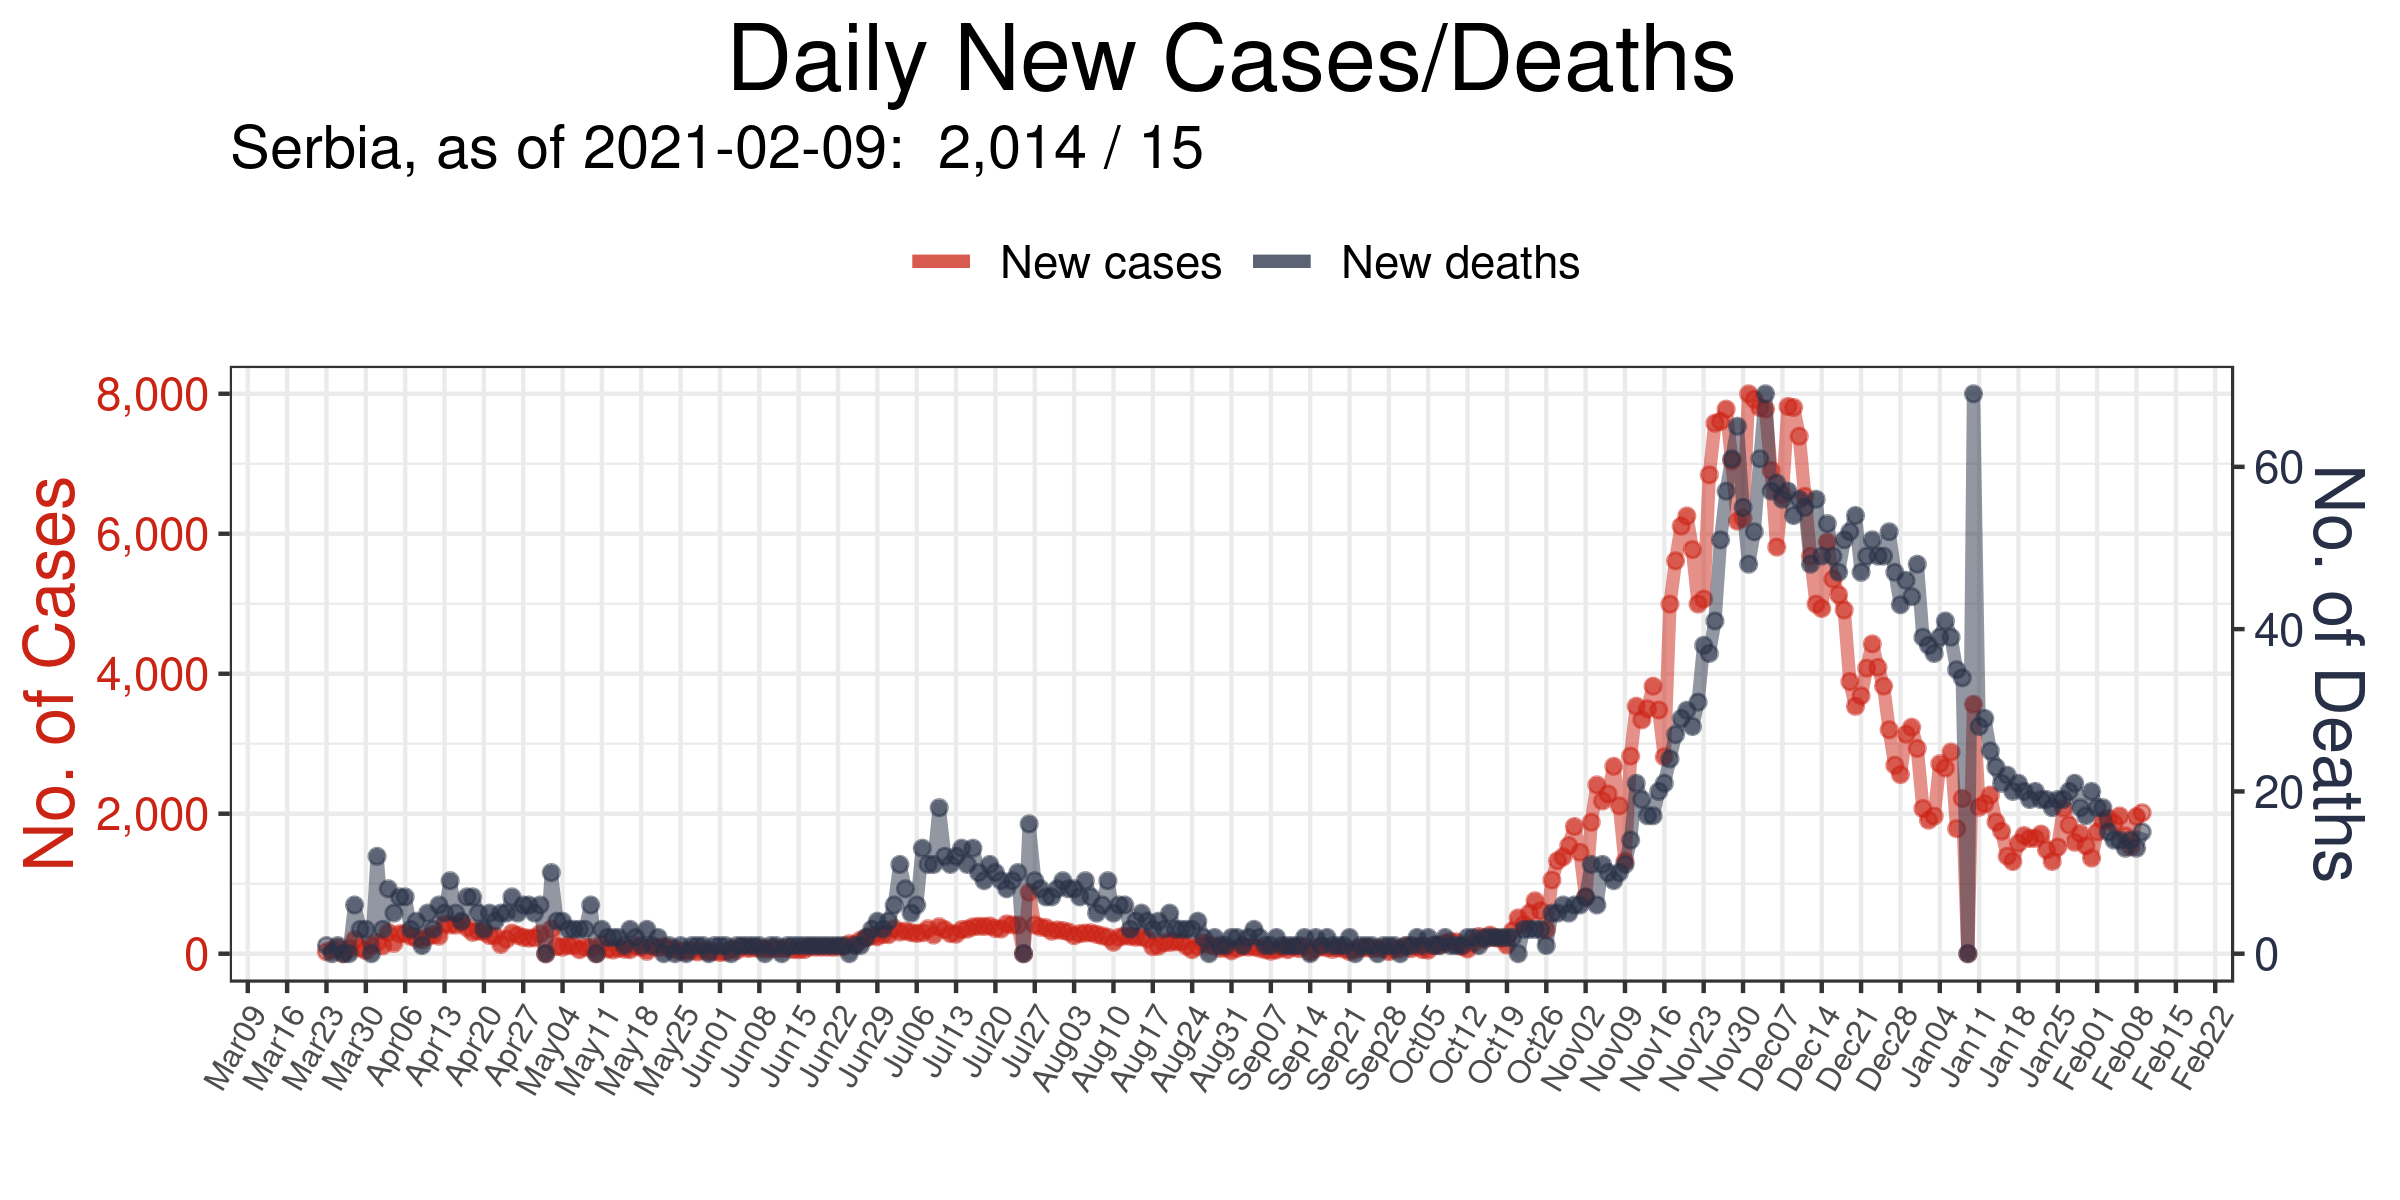 Daily New Cases/Deaths
Serbia, as of 2021-02-09: 2,014 / 15
New cases New deaths
No. of Cases
8,000
6,000
4,000
2,000
0
60
40
20
0
No. of Deaths
Mar09 Mar16 Mar23 Mar30 Apr06 Apr13 Apr20 Apr27 May04 May11 May18 May25 Jun01 Jun08 Jun15 Jun22 Jun29 Jul06 Jul13 Jul20 Jul27 Aug03 Aug10 Aug17 Aug24 Aug31 Sep07 Sep14 Sep21 Sep28 Oct05 Oct12 Oct19 Oct26 Nov02 Nov09 Nov16 Nov23 Nov30 Dec07 Dec14 Dec21 Dec28 Jan04 Jan11 Jan18 Jan25 Feb01 Feb08 Feb15 Feb22